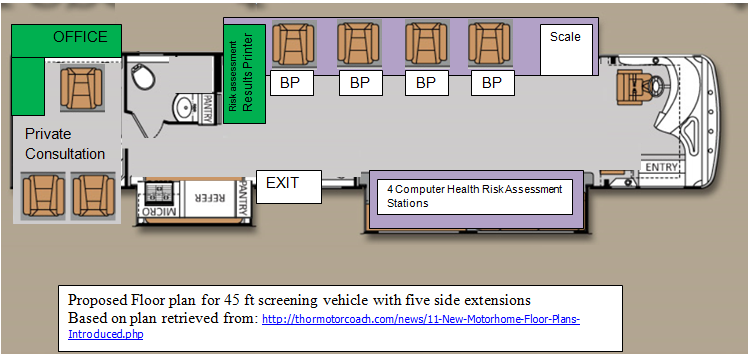 OFFICE
Risk assessment
Results Printer
BP
BP
BP
BP
Scale
PANTRY
Private
Consultation
EXIT
ENTRY
MICRO
REFER
PANTRY
4 Computer Health Risk Assessment
Stations
Proposed Floor plan for 45 ft screening vehicle with five side extensions
Based on plan retrieved from: http://thormotorcoach.com/news/11-New-Motorhome-Floor-Plans-
Introduced.php